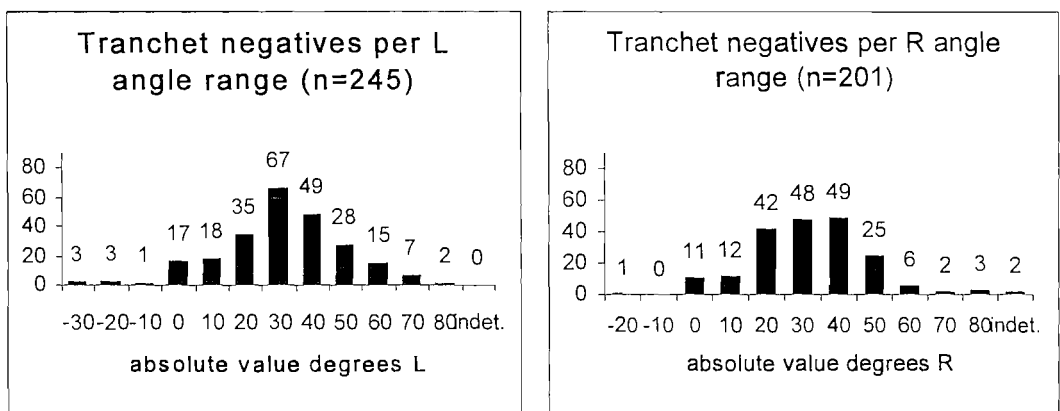 Tranchet negatives per L
angle range (n=245)
80
60
40
20
0
3 3 1 17 18 35 67 49 28 15 7 2 0
-30 -20 -10 0 10 20 30 40 50 60 70 80 indet.
absolute value degrees L
Tranchet negatives per R angle
range (n=201)
80
60
40
20
0
1 0 11 12 42 48 49 25 6 2 3 2
-20 -10 0 10 20 30 40 50 60 70 80 indet.
absolute value degrees R